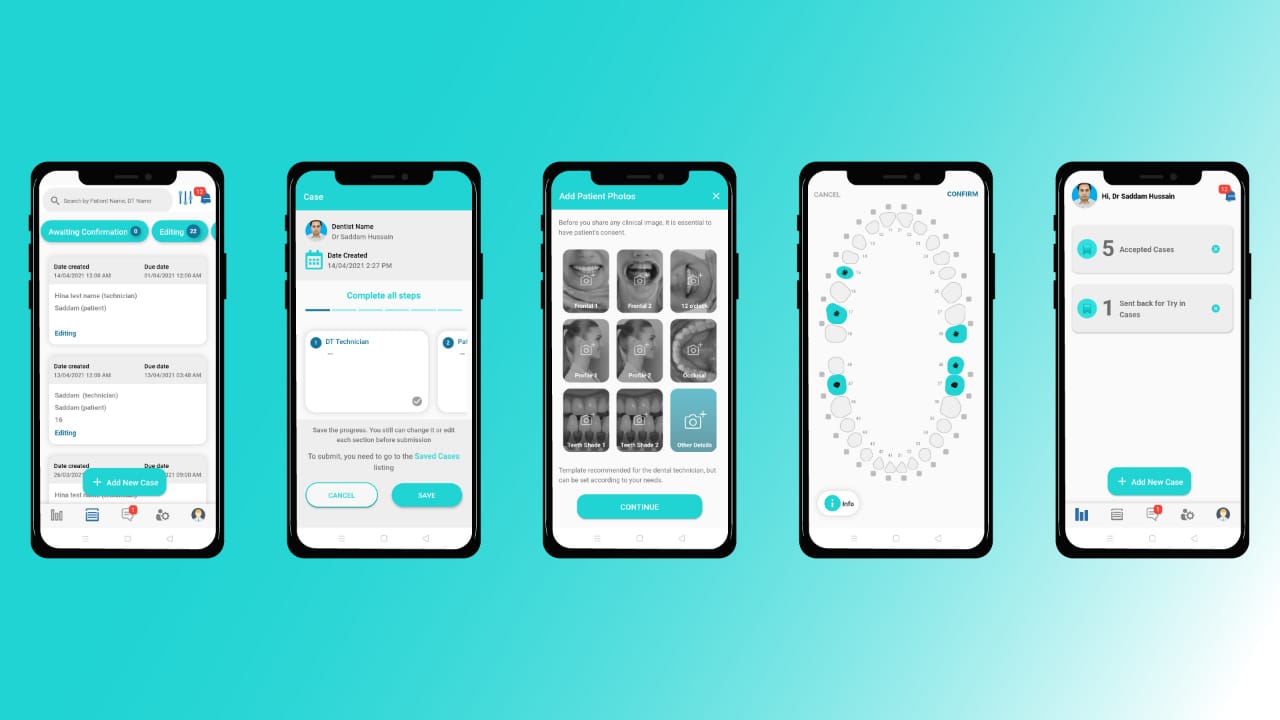 Search by Patient Name, DT Name
12
Awaiting Confirmation 0
Editing 22
Date created
Due date
14/04/2021 12:00 AM
01/04/2021 12:00 AM
Hina test name (technician)
Saddam (patient)
Editing
Date created
Due date
13/04/2021 12:08 AM
13/04/2021 03:48 AM
Saddam (technician)
Saddam (patient)
16
Editing
Date created
Due date
26/03/2021
09:00 AM
+ Add New Case
Hina test
1
Case
Dentist Name
Dr Saddam Hussain
Date Created
14/04/2021 2:27 PM
Complete all steps
1 DT Technician
--
2 Pat
--
Save the progress. You still can change it or edit
each section before submission
To submit, you need to go to the Saved Cases
listing
CANCEL
SAVE
Add Patient Photos
Before you share any clinical image, it is essential to
have patient's consent.
Frontal 1
Frontal 2
12 o'clock
Profile 1
Profile 2
Occlusal
Teeth Shade 1
Teeth Shade 2
Other Details
Template recommended for the dental technician, but
can be set according to your needs.
CONTINUE
CANCEL
CONFIRM
Info
Hi, Dr Saddam Hussain
12
5 Accepted Cases
1 Sent back for Try in
Cases
+ Add New Case
1